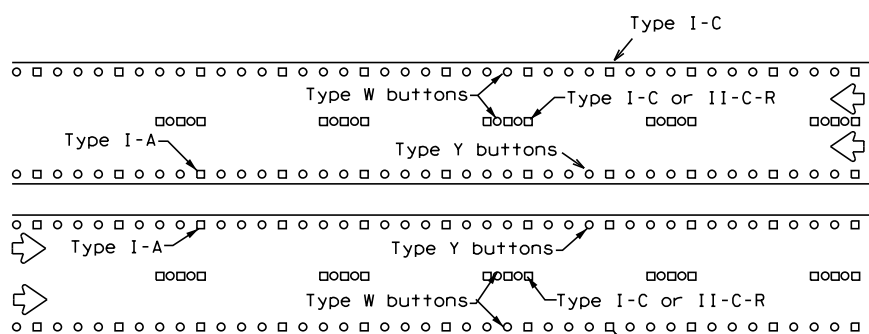 Type I-C
Type W buttons
Type I-C or II-C-R
Type I-A
Type Y buttons
Type I-A
Type Y buttons
Type W buttons
Type I-C or II-C-R